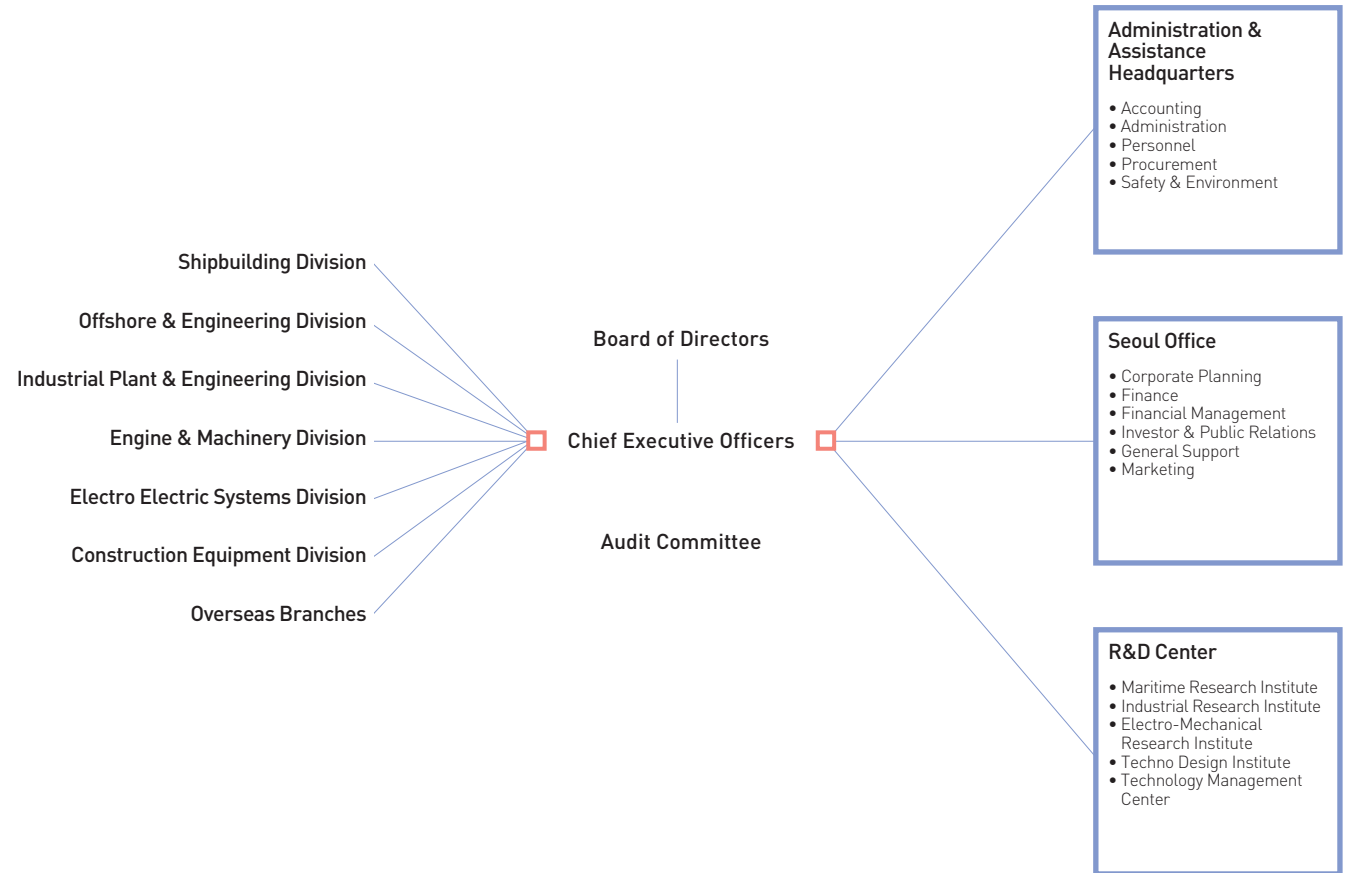 Shipbuilding Division
Offshore & Engineering Division
Industrial Plant & Engineering Division
Engine & Machinery Division
Electro Electric Systems Division
Construction Equipment Division
Overseas Branches
Board of Directors
Chief Executive Officers
Audit Committee
Administration &
Assistance
Headquarters
• Accounting
• Administration
• Personnel
• Procurement
• Safety & Environment
Seoul Office
• Corporate Planning
• Finance
• Financial Management
• Investor & Public Relations
• General Support
• Marketing
R&D Center
• Maritime Research Institute
• Industrial Research Institute
• Electro-Mechanical
Research Institute
• Techno Design Institute
• Technology Management
Center